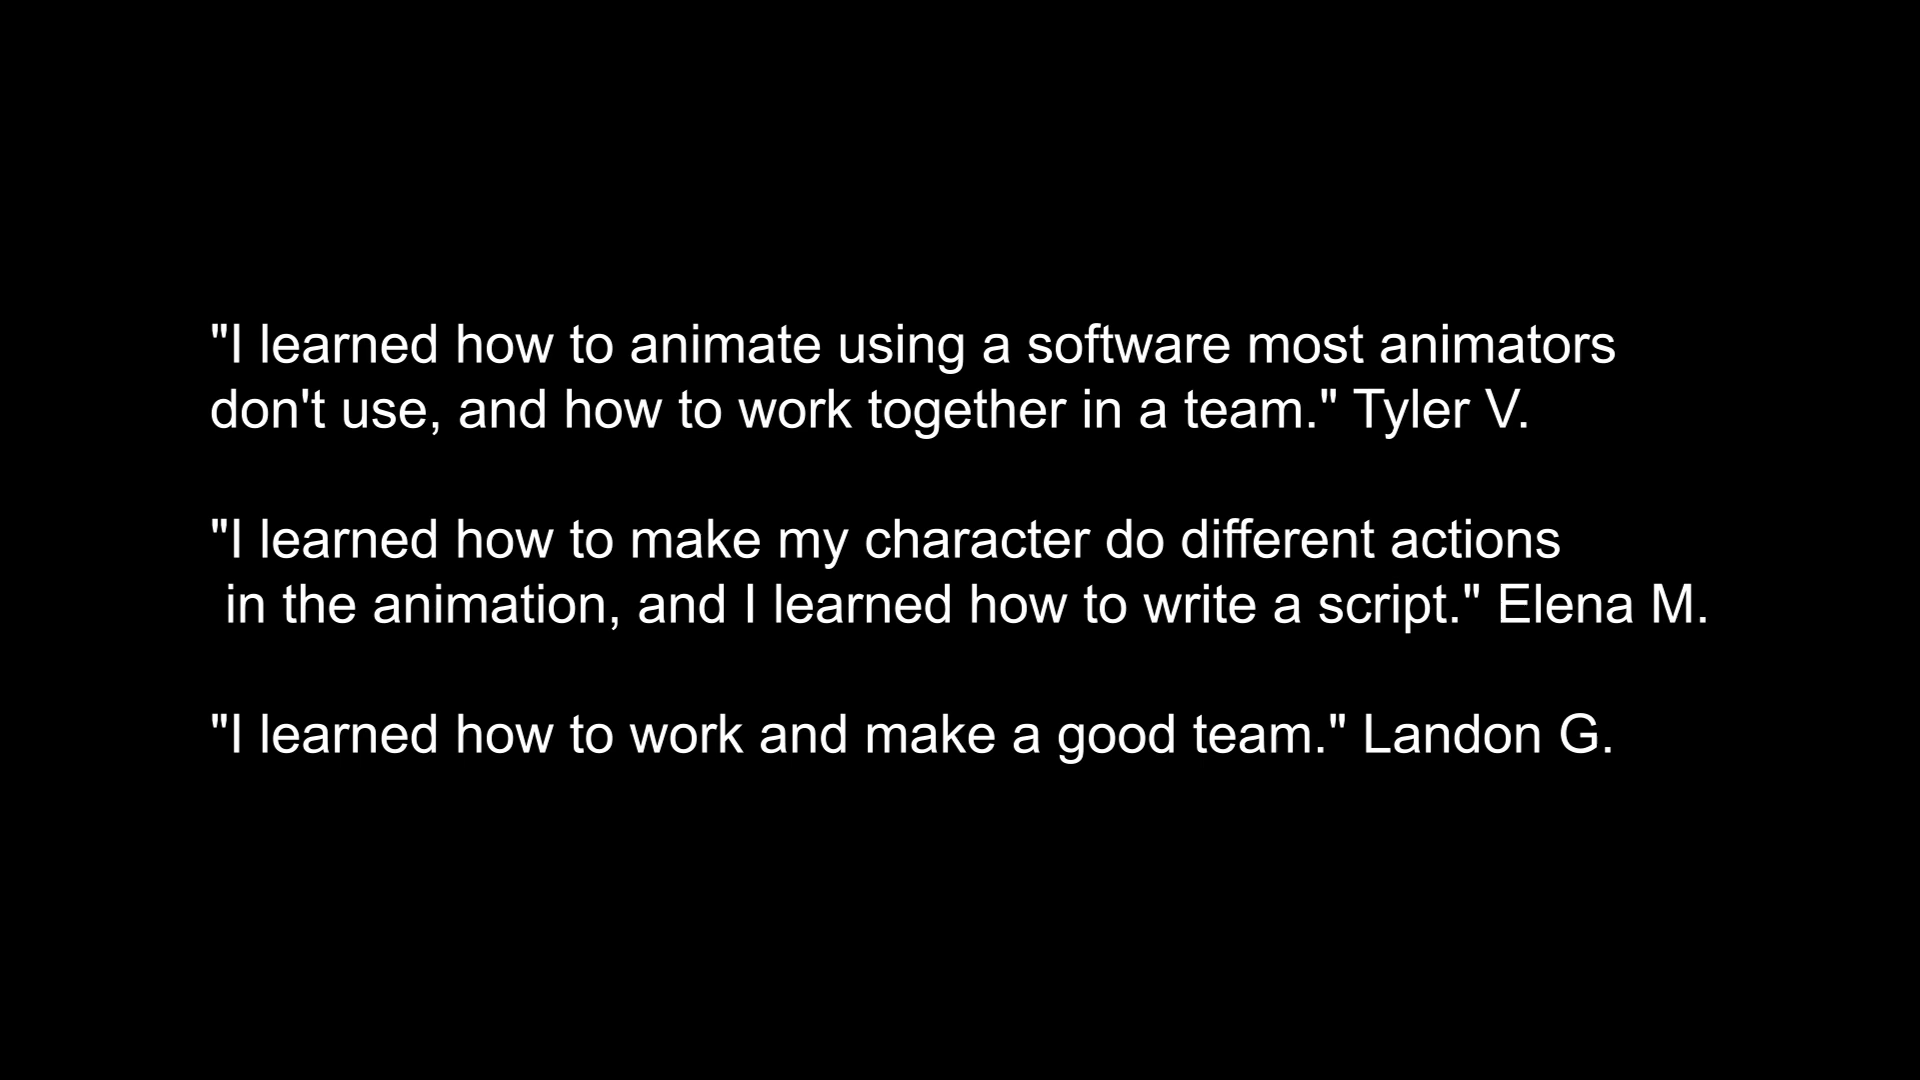 "I learned how to animate using a software most animators
don't use, and how to work together in a team." Tyler V.
"I learned how to make my character do different actions
in the animation, and I learned how to write a script." Elena M.
"I learned how to work and make a good team." Landon G.